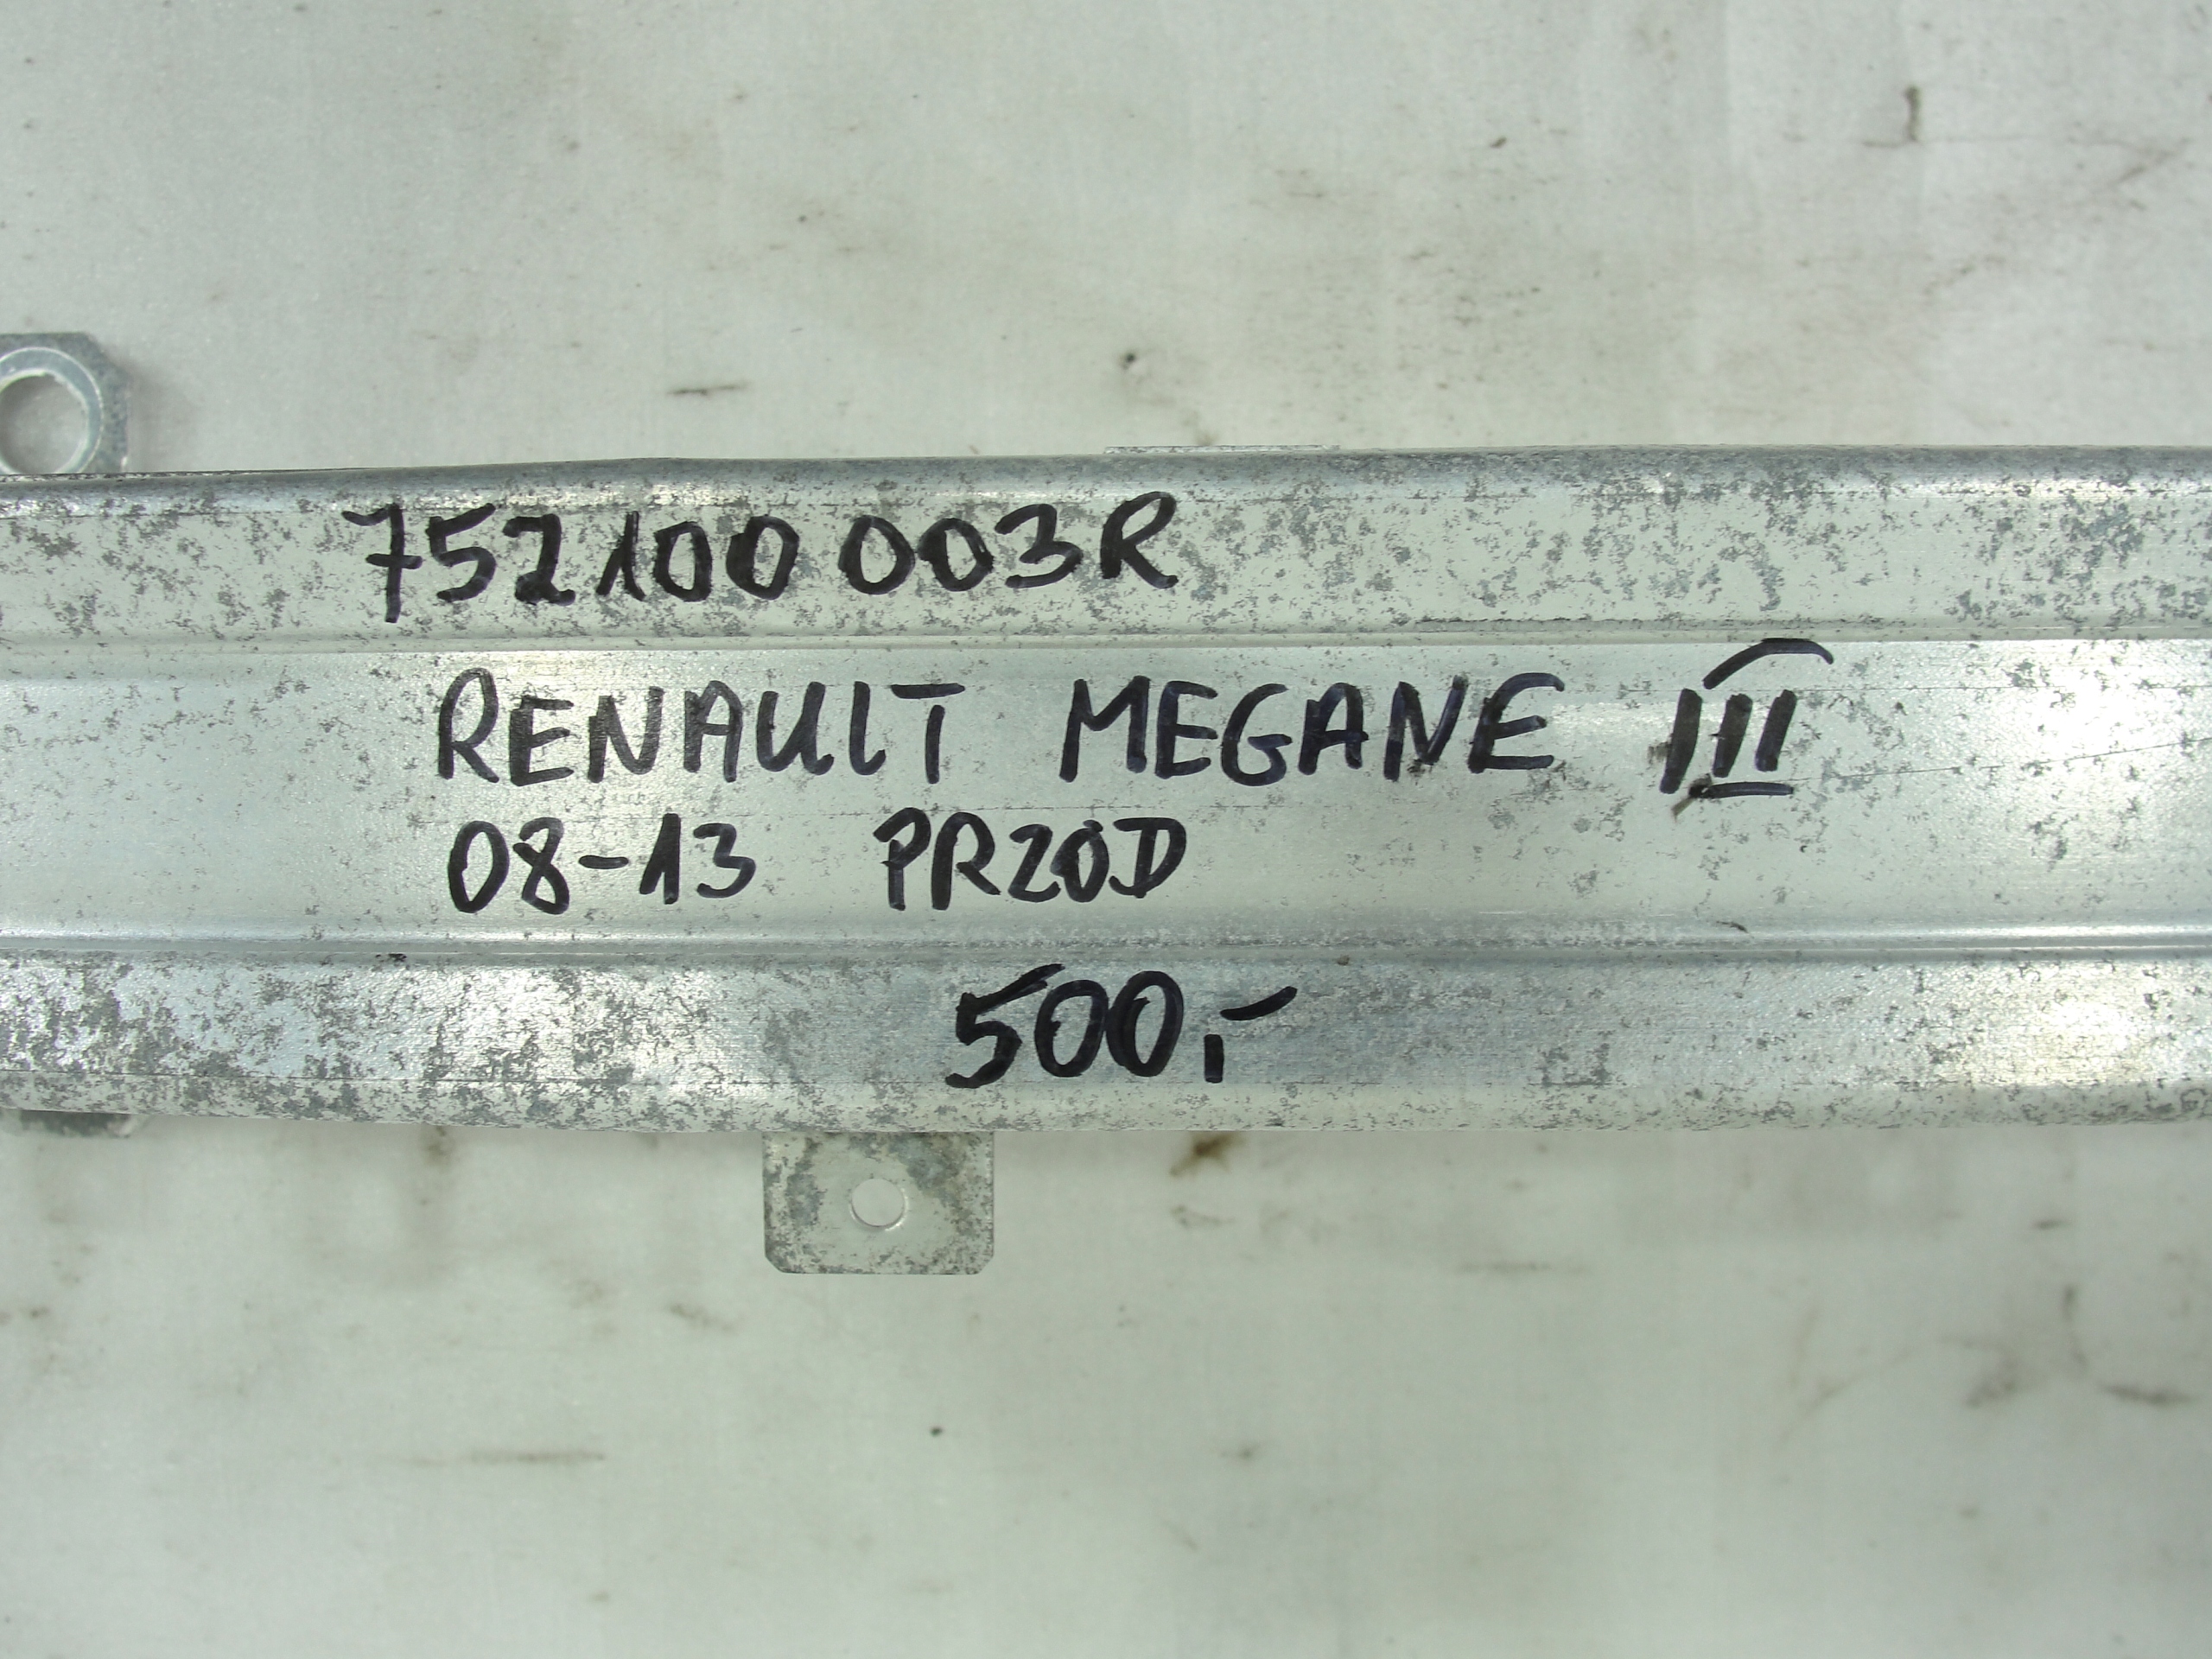 752100003R
RENAULT MEGANE III
08-13 PRZOD
500,-